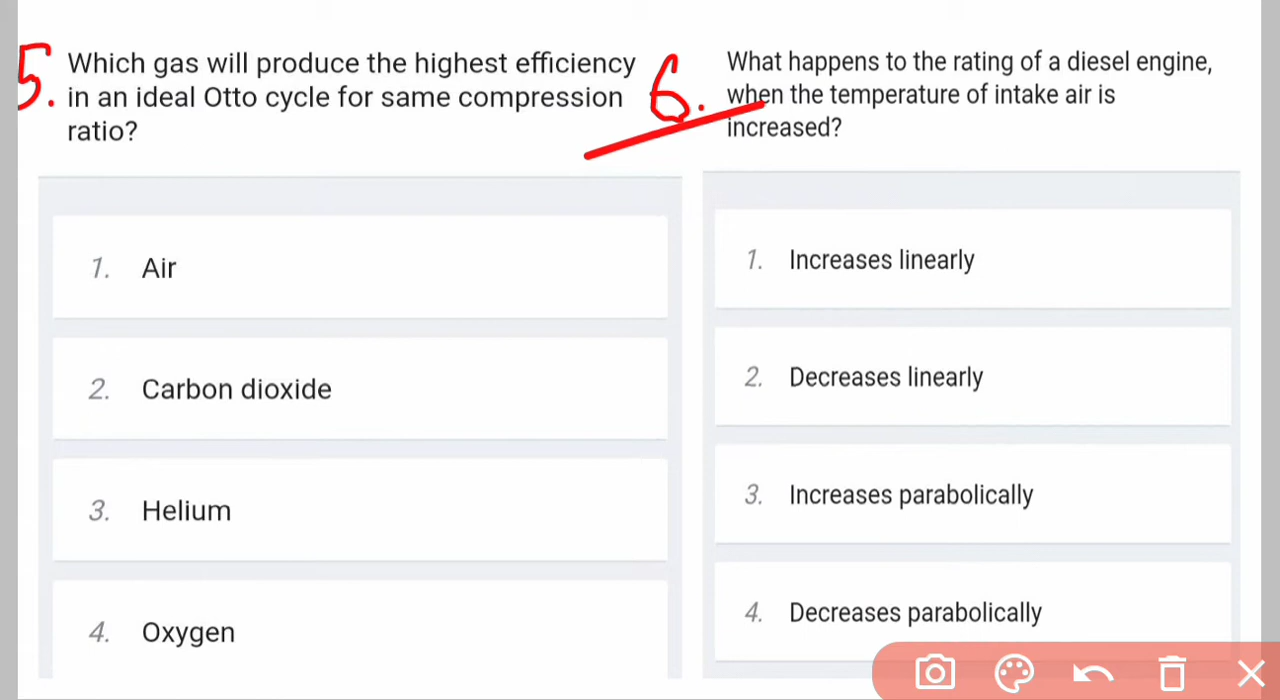 5.
Which gas will produce the highest efficiency
in an ideal Otto cycle for same compression
ratio?
1. Air
2. Carbon dioxide
3. Helium
4. Oxygen
6.
What happens to the rating of a diesel engine,
when the temperature of intake air is
increased?
1. Increases linearly
2. Decreases linearly
3. Increases parabolically
4. Decreases parabolically